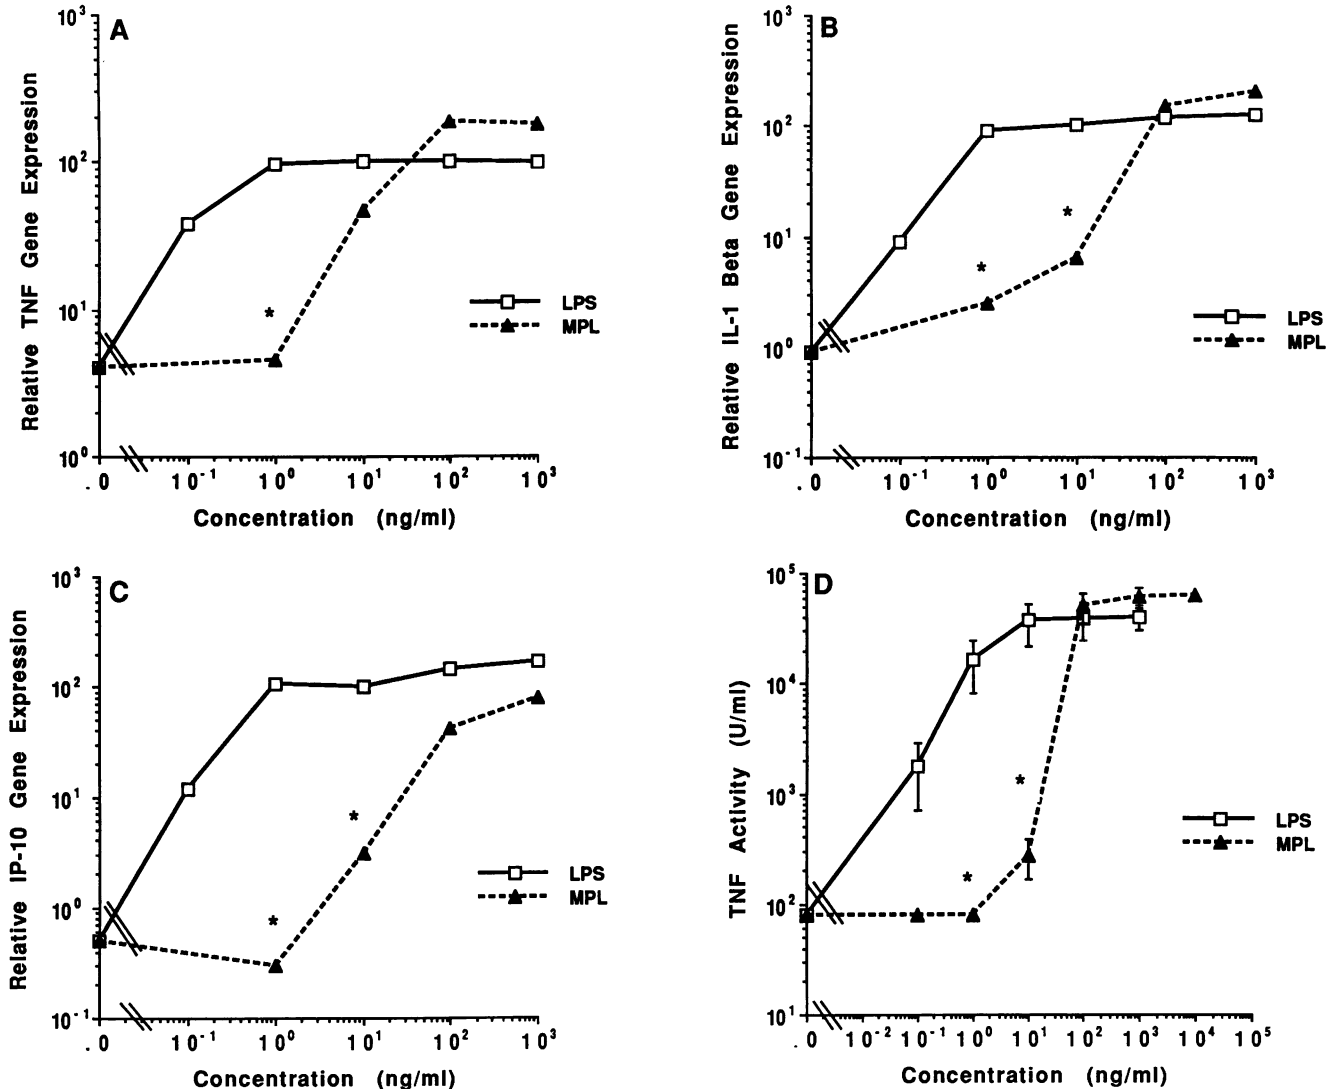 A
Relative TNF Gene Expression
10³
10²
10¹
10⁰
.0 10⁻¹ 10⁰ 10¹ 10² 10³
Concentration (ng/ml)
*
LPS
MPL
B
Relative IL-1 Beta Gene Expression
10³
10²
10¹
10⁰
10⁻¹
.0 10⁻¹ 10⁰ 10¹ 10² 10³
Concentration (ng/ml)
*
*
LPS
MPL
C
Relative IP-10 Gene Expression
10³
10²
10¹
10⁰
10⁻¹
.0 10⁻¹ 10⁰ 10¹ 10² 10³
Concentration (ng/ml)
*
*
LPS
MPL
D
TNF Activity (U/ml)
10⁵
10⁴
10³
10²
10¹
.0 10⁻² 10⁻¹ 10⁰ 10¹ 10² 10³ 10⁴ 10⁵
Concentration (ng/ml)
*
*
LPS
MPL